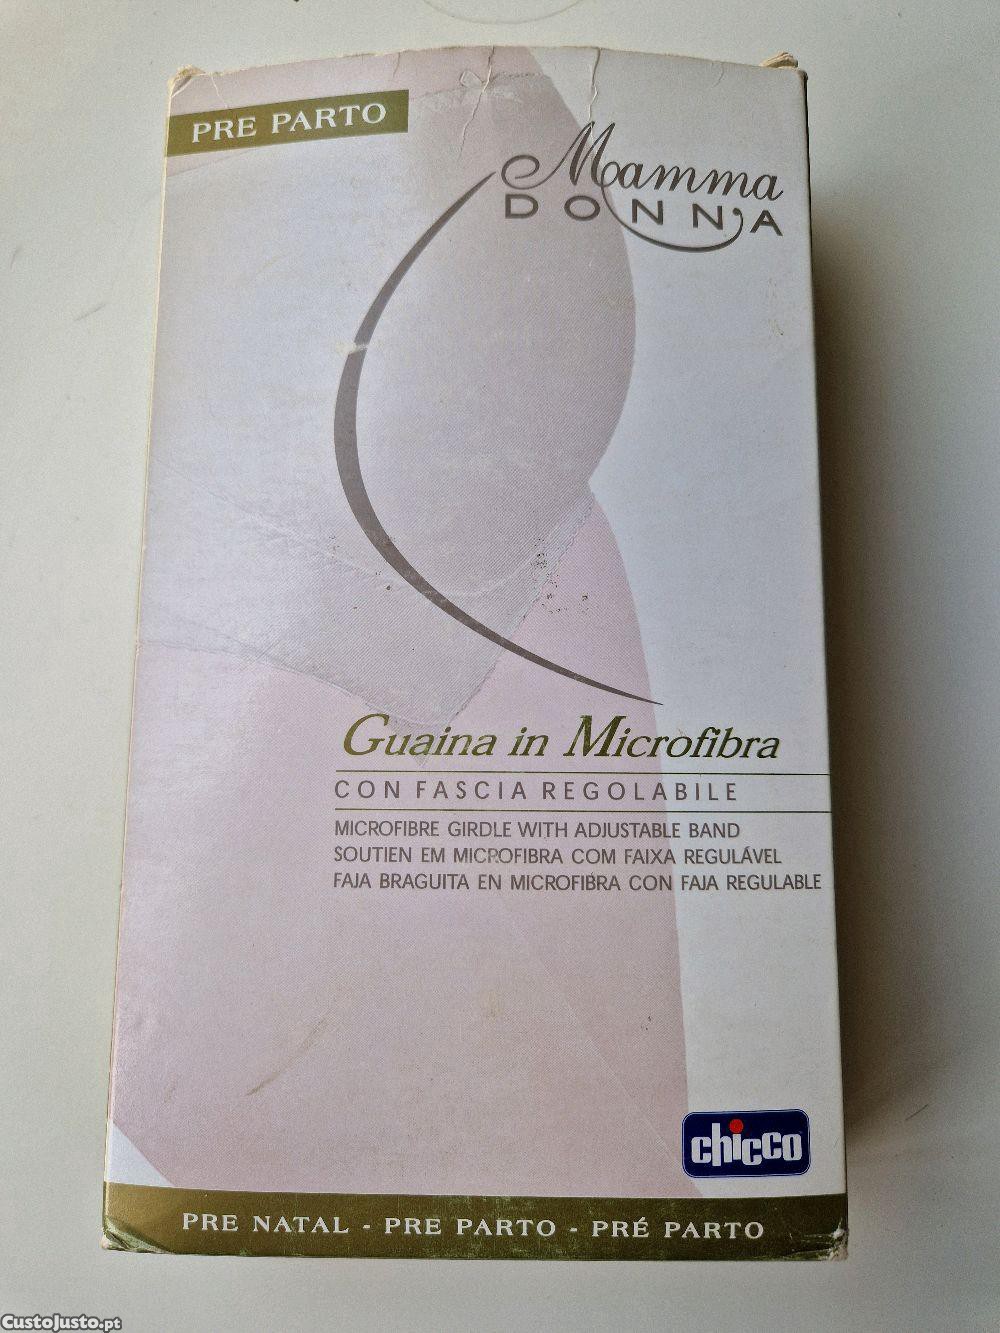 PRE PARTO
Mamma
DONNA
Guaina in Microfibra
CON FASCIA REGOLABILE
MICROFIBRE GIRDLE WITH ADJUSTABLE BAND
SOUTIEN EM MICROFIBRA COM FAIXA REGULÁVEL
FAJA BRAGUITA EN MICROFIBRA CON FAJA REGULABLE
chicco
PRE NATAL - PRE PARTO - PRÉ PARTO
CustoJusto.pt